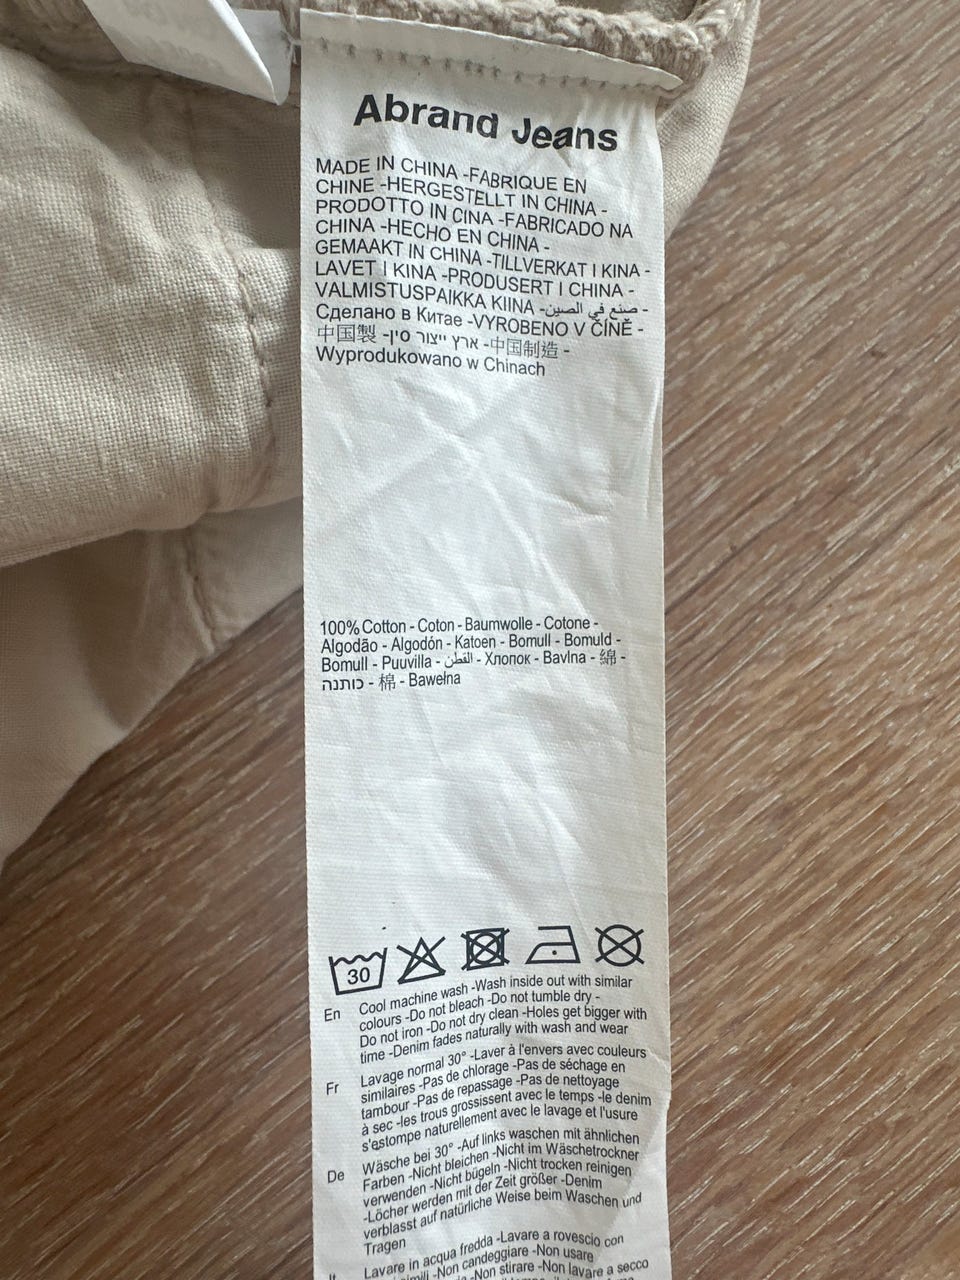 Abrand Jeans
MADE IN CHINA -FABRIQUE EN
CHINE -HERGESTELLT IN CHINA -
PRODOTTO IN CINA -FABRICADO NA
CHINA -HECHO EN CHINA -
GEMAAKT IN CHINA -TILLVERKAT I KINA -
LAVET I KINA -PRODUSERT I CHINA -
VALMISTUSPAIKKA KIINA -صنع في الصين -
Сделано в Китае -VYROBENO V ČÍNĚ -
中国製 -ארץ ייצור סין -中国制造 -
Wyprodukowano w Chinach
100% Cotton - Coton - Baumwolle - Cotone -
Algodão - Algodón - Katoen - Bomull - Bomuld -
Bomull - Puuvilla - القطن - Хлопок - Bavlna - 綿 -
כותנה - 棉 - Bawełna
30
En Cool machine wash -Wash inside out with similar
colours -Do not bleach -Do not tumble dry -
Do not iron -Do not dry clean -Holes get bigger with
time -Denim fades naturally with wash and wear
Fr Lavage normal 30° -Laver à l'envers avec couleurs
similaires -Pas de chlorage -Pas de séchage en
tambour -Pas de repassage -Pas de nettoyage
à sec -les trous grossissent avec le temps -le denim
s'estompe naturellement avec le lavage et l'usure
De Wäsche bei 30° -Auf links waschen mit ähnlichen
Farben -Nicht bleichen -Nicht im Wäschetrockner
verwenden -Nicht bügeln -Nicht trocken reinigen
-Löcher werden mit der Zeit größer -Denim
verblasst auf natürliche Weise beim Waschen und
Tragen
It Lavare in acqua fredda -Lavare a rovescio con
simili -Non candeggiare -Non usare
-Non stirare -Non lavare a secco